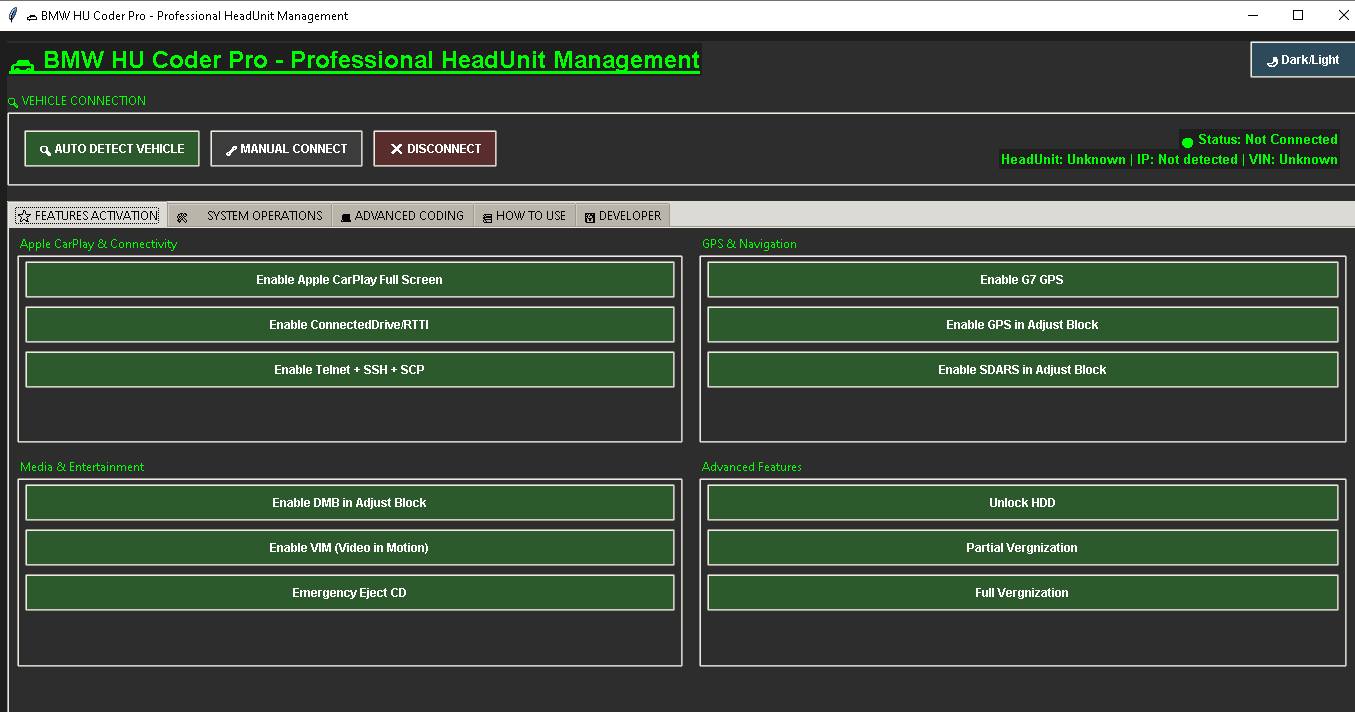 BMW HU Coder Pro - Professional HeadUnit Management
BMW HU Coder Pro - Professional HeadUnit Management
Dark/Light
VEHICLE CONNECTION
AUTO DETECT VEHICLE
MANUAL CONNECT
DISCONNECT
Status: Not Connected
HeadUnit: Unknown | IP: Not detected | VIN: Unknown
FEATURES ACTIVATION
SYSTEM OPERATIONS
ADVANCED CODING
HOW TO USE
DEVELOPER
Apple CarPlay & Connectivity
Enable Apple CarPlay Full Screen
Enable ConnectedDrive/RTTI
Enable Telnet + SSH + SCP
GPS & Navigation
Enable G7 GPS
Enable GPS in Adjust Block
Enable SDARS in Adjust Block
Media & Entertainment
Enable DMB in Adjust Block
Enable VIM (Video in Motion)
Emergency Eject CD
Advanced Features
Unlock HDD
Partial Vergnization
Full Vergnization